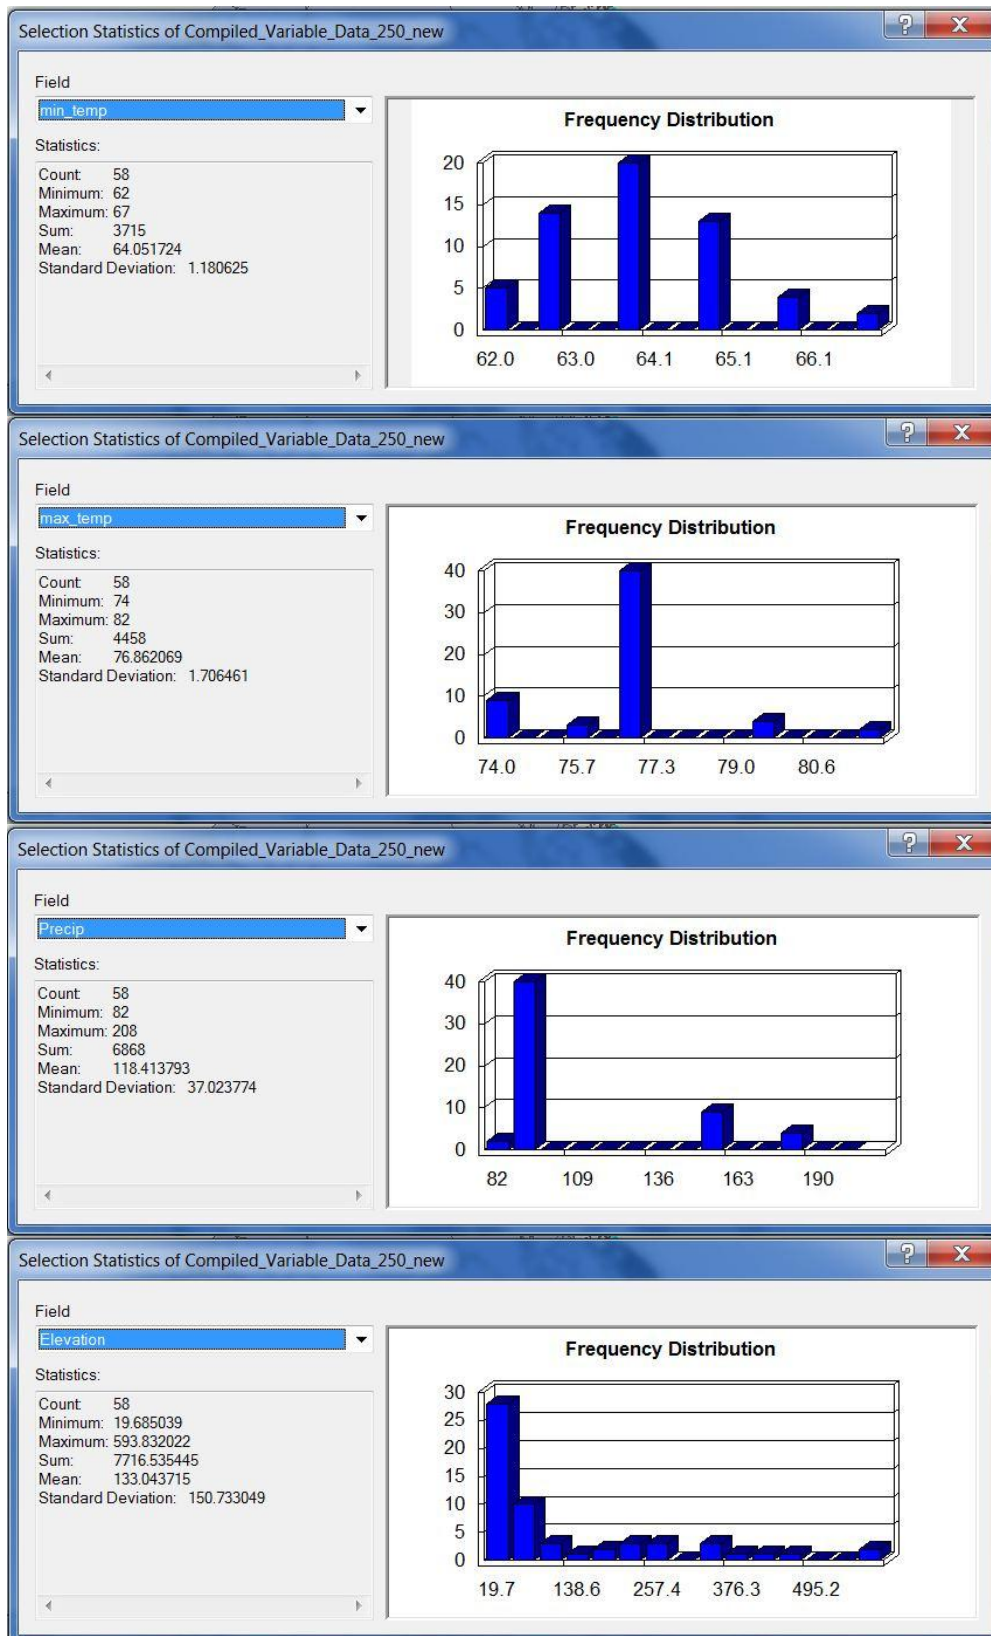 Selection Statistics of Compiled_Variable_Data_250_new
Field
min_temp
Statistics:
Count: 58
Minimum: 62
Maximum: 67
Sum: 3715
Mean: 64.051724
Standard Deviation: 1.180625
Frequency Distribution
20
15
10
5
0
62.0 63.0 64.1 65.1 66.1
Selection Statistics of Compiled_Variable_Data_250_new
Field
max_temp
Statistics:
Count: 58
Minimum: 74
Maximum: 82
Sum: 4458
Mean: 76.862069
Standard Deviation: 1.706461
Frequency Distribution
40
30
20
10
0
74.0 75.7 77.3 79.0 80.6
Selection Statistics of Compiled_Variable_Data_250_new
Field
Precip
Statistics:
Count: 58
Minimum: 82
Maximum: 208
Sum: 6868
Mean: 118.413793
Standard Deviation: 37.023774
Frequency Distribution
40
30
20
10
0
82 109 136 163 190
Selection Statistics of Compiled_Variable_Data_250_new
Field
Elevation
Statistics:
Count: 58
Minimum: 19.685039
Maximum: 593.832022
Sum: 7716.535445
Mean: 133.043715
Standard Deviation: 150.733049
Frequency Distribution
30
25
20
15
10
5
0
19.7 138.6 257.4 376.3 495.2